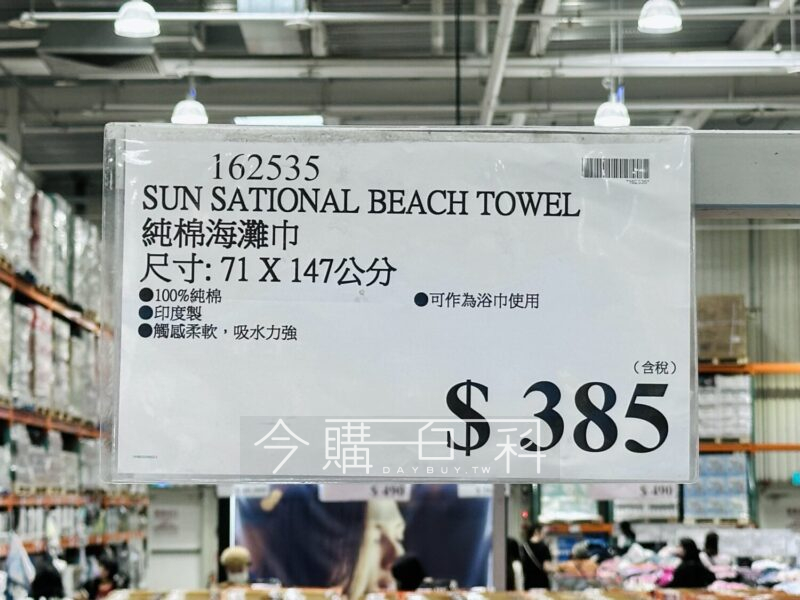 162535
SUN SATIONAL BEACH TOWEL
純棉海灘巾
尺寸: 71 X 147公分
●100%純棉
●可作為浴巾使用
●印度製
●觸感柔軟，吸水力強
(含稅)
$ 385
今購百科
DAYBUY.TW
$ 490
$ 490